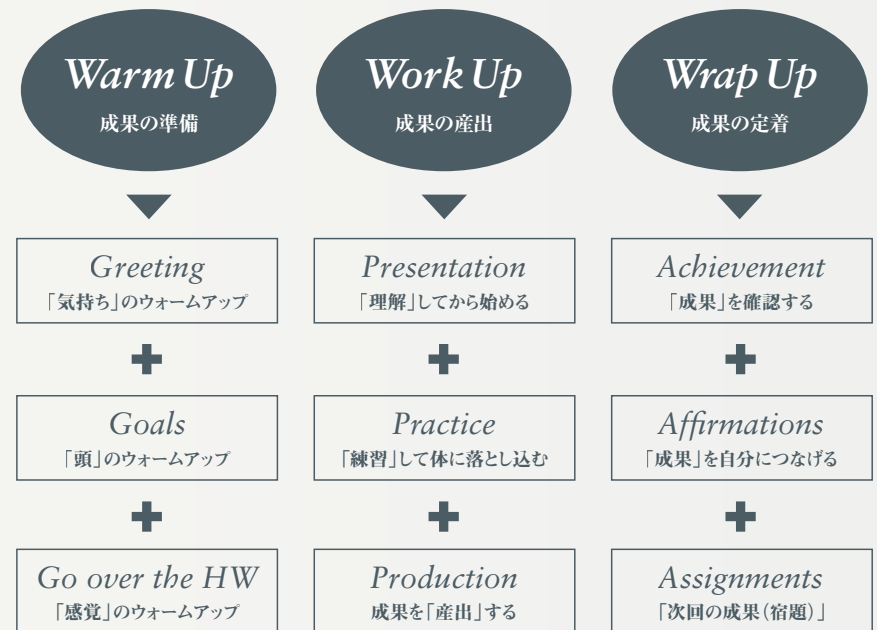 Warm Up
成果の準備
Greeting
「気持ち」のウォームアップ
Goals
「頭」のウォームアップ
Go over the HW
「感覚」のウォームアップ
Work Up
成果の産出
Presentation
「理解」してから始める
Practice
「練習」して体に落とし込む
Production
成果を「産出」する
Wrap Up
成果の定着
Achievement
「成果」を確認する
Affirmations
「成果」を自分につなげる
Assignments
「次回の成果(宿題)」